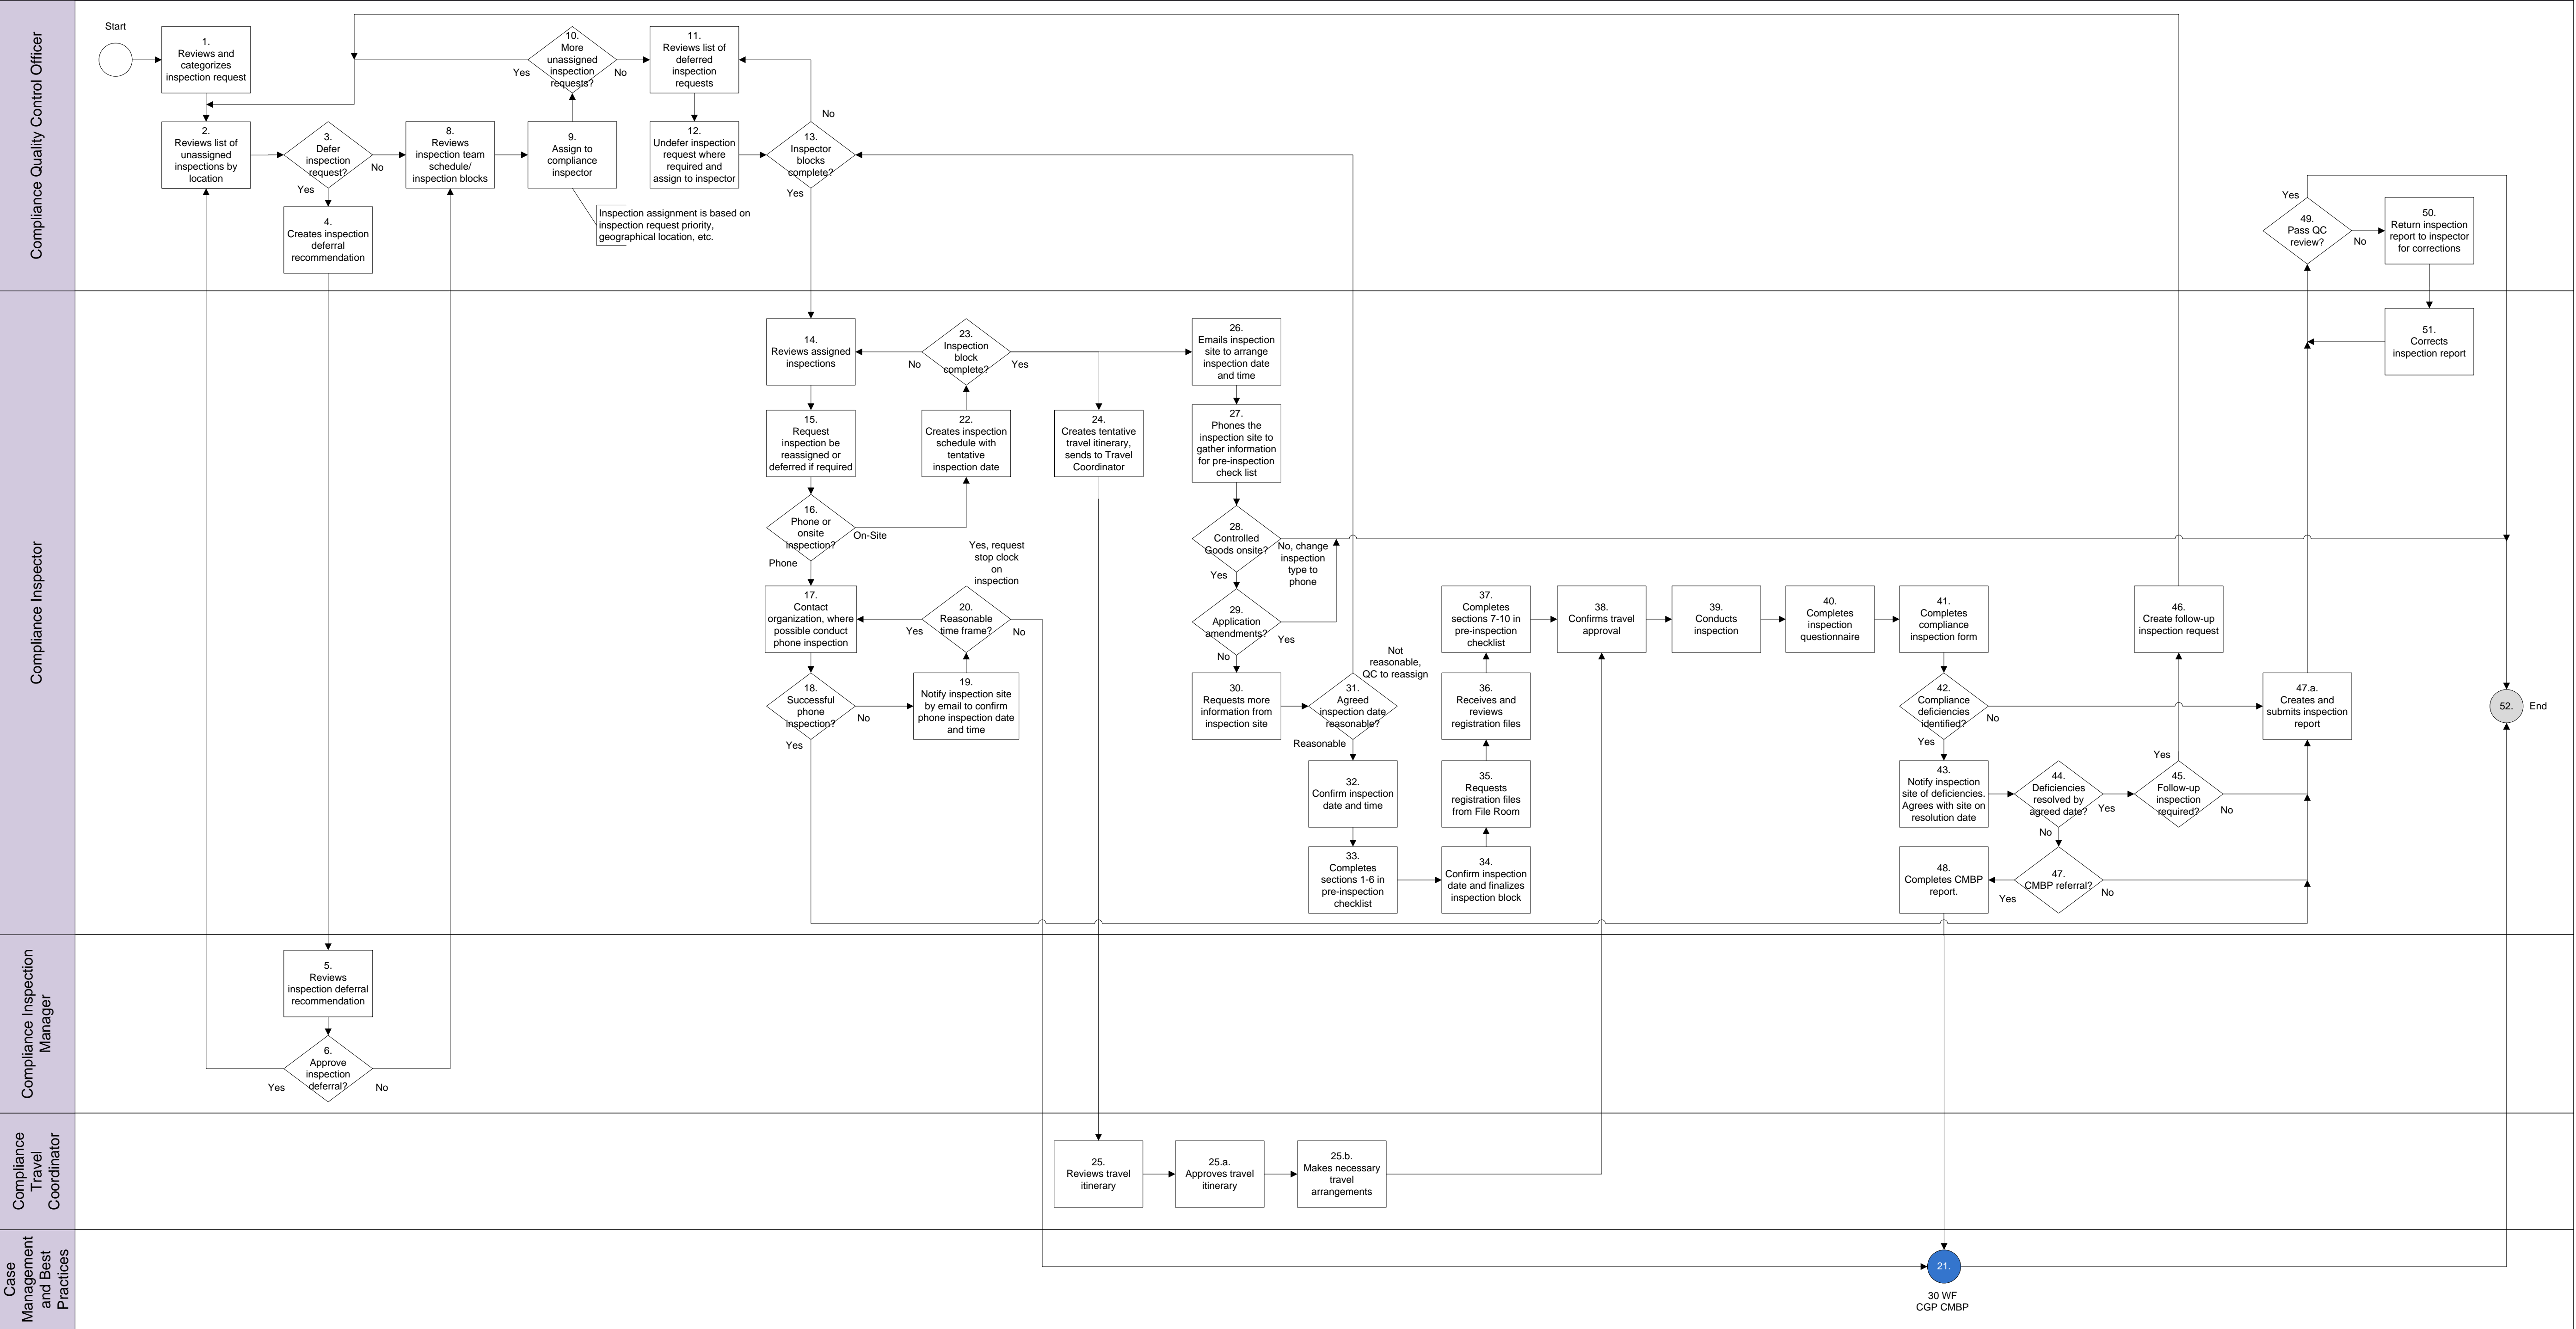 Compliance Quality Control Officer
Start
1.
Reviews and
categorizes
inspection request
2.
Reviews list of
unassigned
inspections by
location
3.
Defer
inspection
request?
Yes
No
4.
Creates inspection
deferral
recommendation
8.
Reviews
inspection team
schedule/
inspection blocks
9.
Assign to
compliance
inspector
Inspection assignment is based on
inspection request priority,
geographical location, etc.
10.
More
unassigned
inspection
requests?
Yes
No
11.
Reviews list of
deferred
inspection
requests
12.
Undefer inspection
request where
required and
assign to inspector
13.
Inspector
blocks
complete?
No
Yes
49.
Pass QC
review?
Yes
No
50.
Return inspection
report to inspector
for corrections
Compliance Inspector
14.
Reviews assigned
inspections
15.
Request
inspection be
reassigned or
deferred if required
16.
Phone or
onsite
inspection?
On-Site
Phone
17.
Contact
organization, where
possible conduct
phone inspection
18.
Successful
phone
inspection?
No
Yes
19.
Notify inspection site
by email to confirm
phone inspection date
and time
Yes, request
stop clock
on
inspection
20.
Reasonable
time frame?
Yes
No
22.
Creates inspection
schedule with
tentative
inspection date
23.
Inspection
block
complete?
No
Yes
24.
Creates tentative
travel itinerary,
sends to Travel
Coordinator
26.
Emails inspection
site to arrange
inspection date
and time
27.
Phones the
inspection site to
gather information
for pre-inspection
check list
28.
Controlled
Goods onsite?
No, change
inspection
type to
phone
Yes
29.
Application
amendments?
Yes
No
30.
Requests more
information from
inspection site
31.
Agreed
inspection date
reasonable?
Not
reasonable,
QC to reassign
Reasonable
32.
Confirm inspection
date and time
33.
Completes
sections 1-6 in
pre-inspection
checklist
34.
Confirm inspection
date and finalizes
inspection block
35.
Requests
registration files
from File Room
36.
Receives and
reviews
registration files
37.
Completes
sections 7-10 in
pre-inspection
checklist
38.
Confirms travel
approval
39.
Conducts
inspection
40.
Completes
inspection
questionnaire
41.
Completes
compliance
inspection form
42.
Compliance
deficiencies
identified?
No
Yes
43.
Notify inspection
site of deficiencies.
Agrees with site on
resolution date
44.
Deficiencies
resolved by
agreed date?
Yes
No
45.
Follow-up
inspection
required?
Yes
No
46.
Create follow-up
inspection request
47.
CMBP referral?
Yes
No
48.
Completes CMBP
report.
47.a.
Creates and
submits inspection
report
51.
Corrects
inspection report
52.
End
Compliance Inspection
Manager
5.
Reviews
inspection deferral
recommendation
6.
Approve
inspection
deferral?
Yes
No
Compliance
Travel
Coordinator
25.
Reviews travel
itinerary
25.a.
Approves travel
itinerary
25.b.
Makes necessary
travel
arrangements
Case
Management
and Best
Practices
21.
30 WF
CGP CMBP